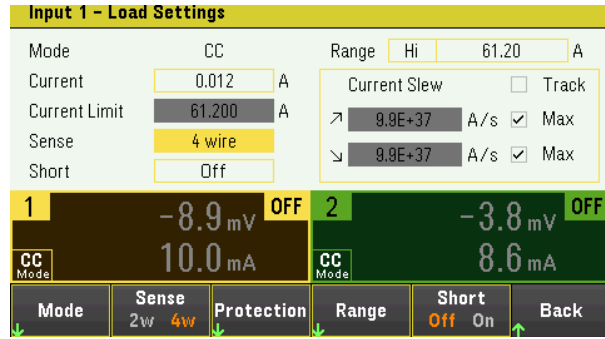 Input 1 – Load Settings
Mode CC Range Hi 61.20 A
Current 0.012 A Current Slew Track
Current Limit 61.200 A ↗ 9.9E+37 A/s ✓ Max
Sense 4 wire ↘ 9.9E+37 A/s ✓ Max
Short Off
1 -8.9 mV OFF 2 -3.8 mV OFF
CC Mode 10.0 mA CC Mode 8.6 mA
Mode Sense 2w 4w Protection Range Short Off On Back